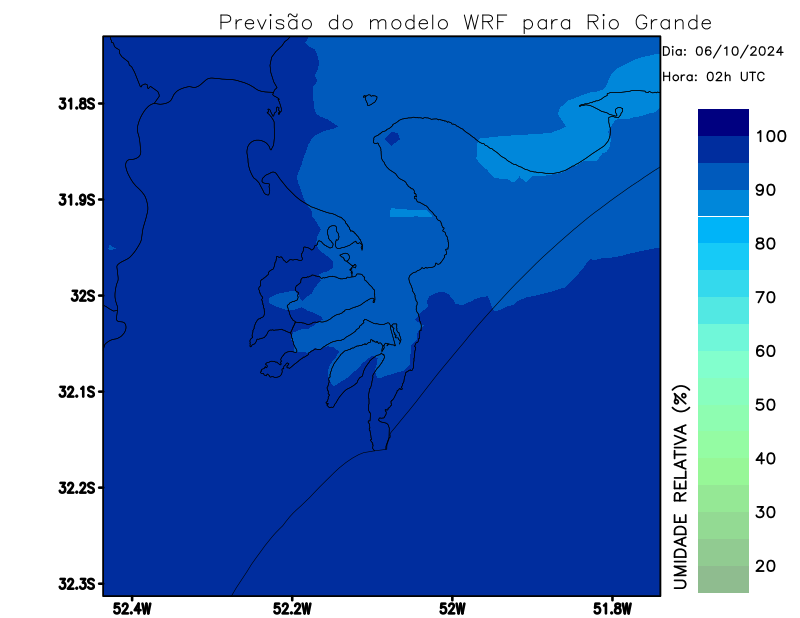 Previsão do modelo WRF para Rio Grande
Dia: 06/10/2024
Hora: 02h UTC
31.8S
31.9S
32S
32.1S
32.2S
32.3S
52.4W
52.2W
52W
51.8W
UMIDADE RELATIVA (%)
100
90
80
70
60
50
40
30
20